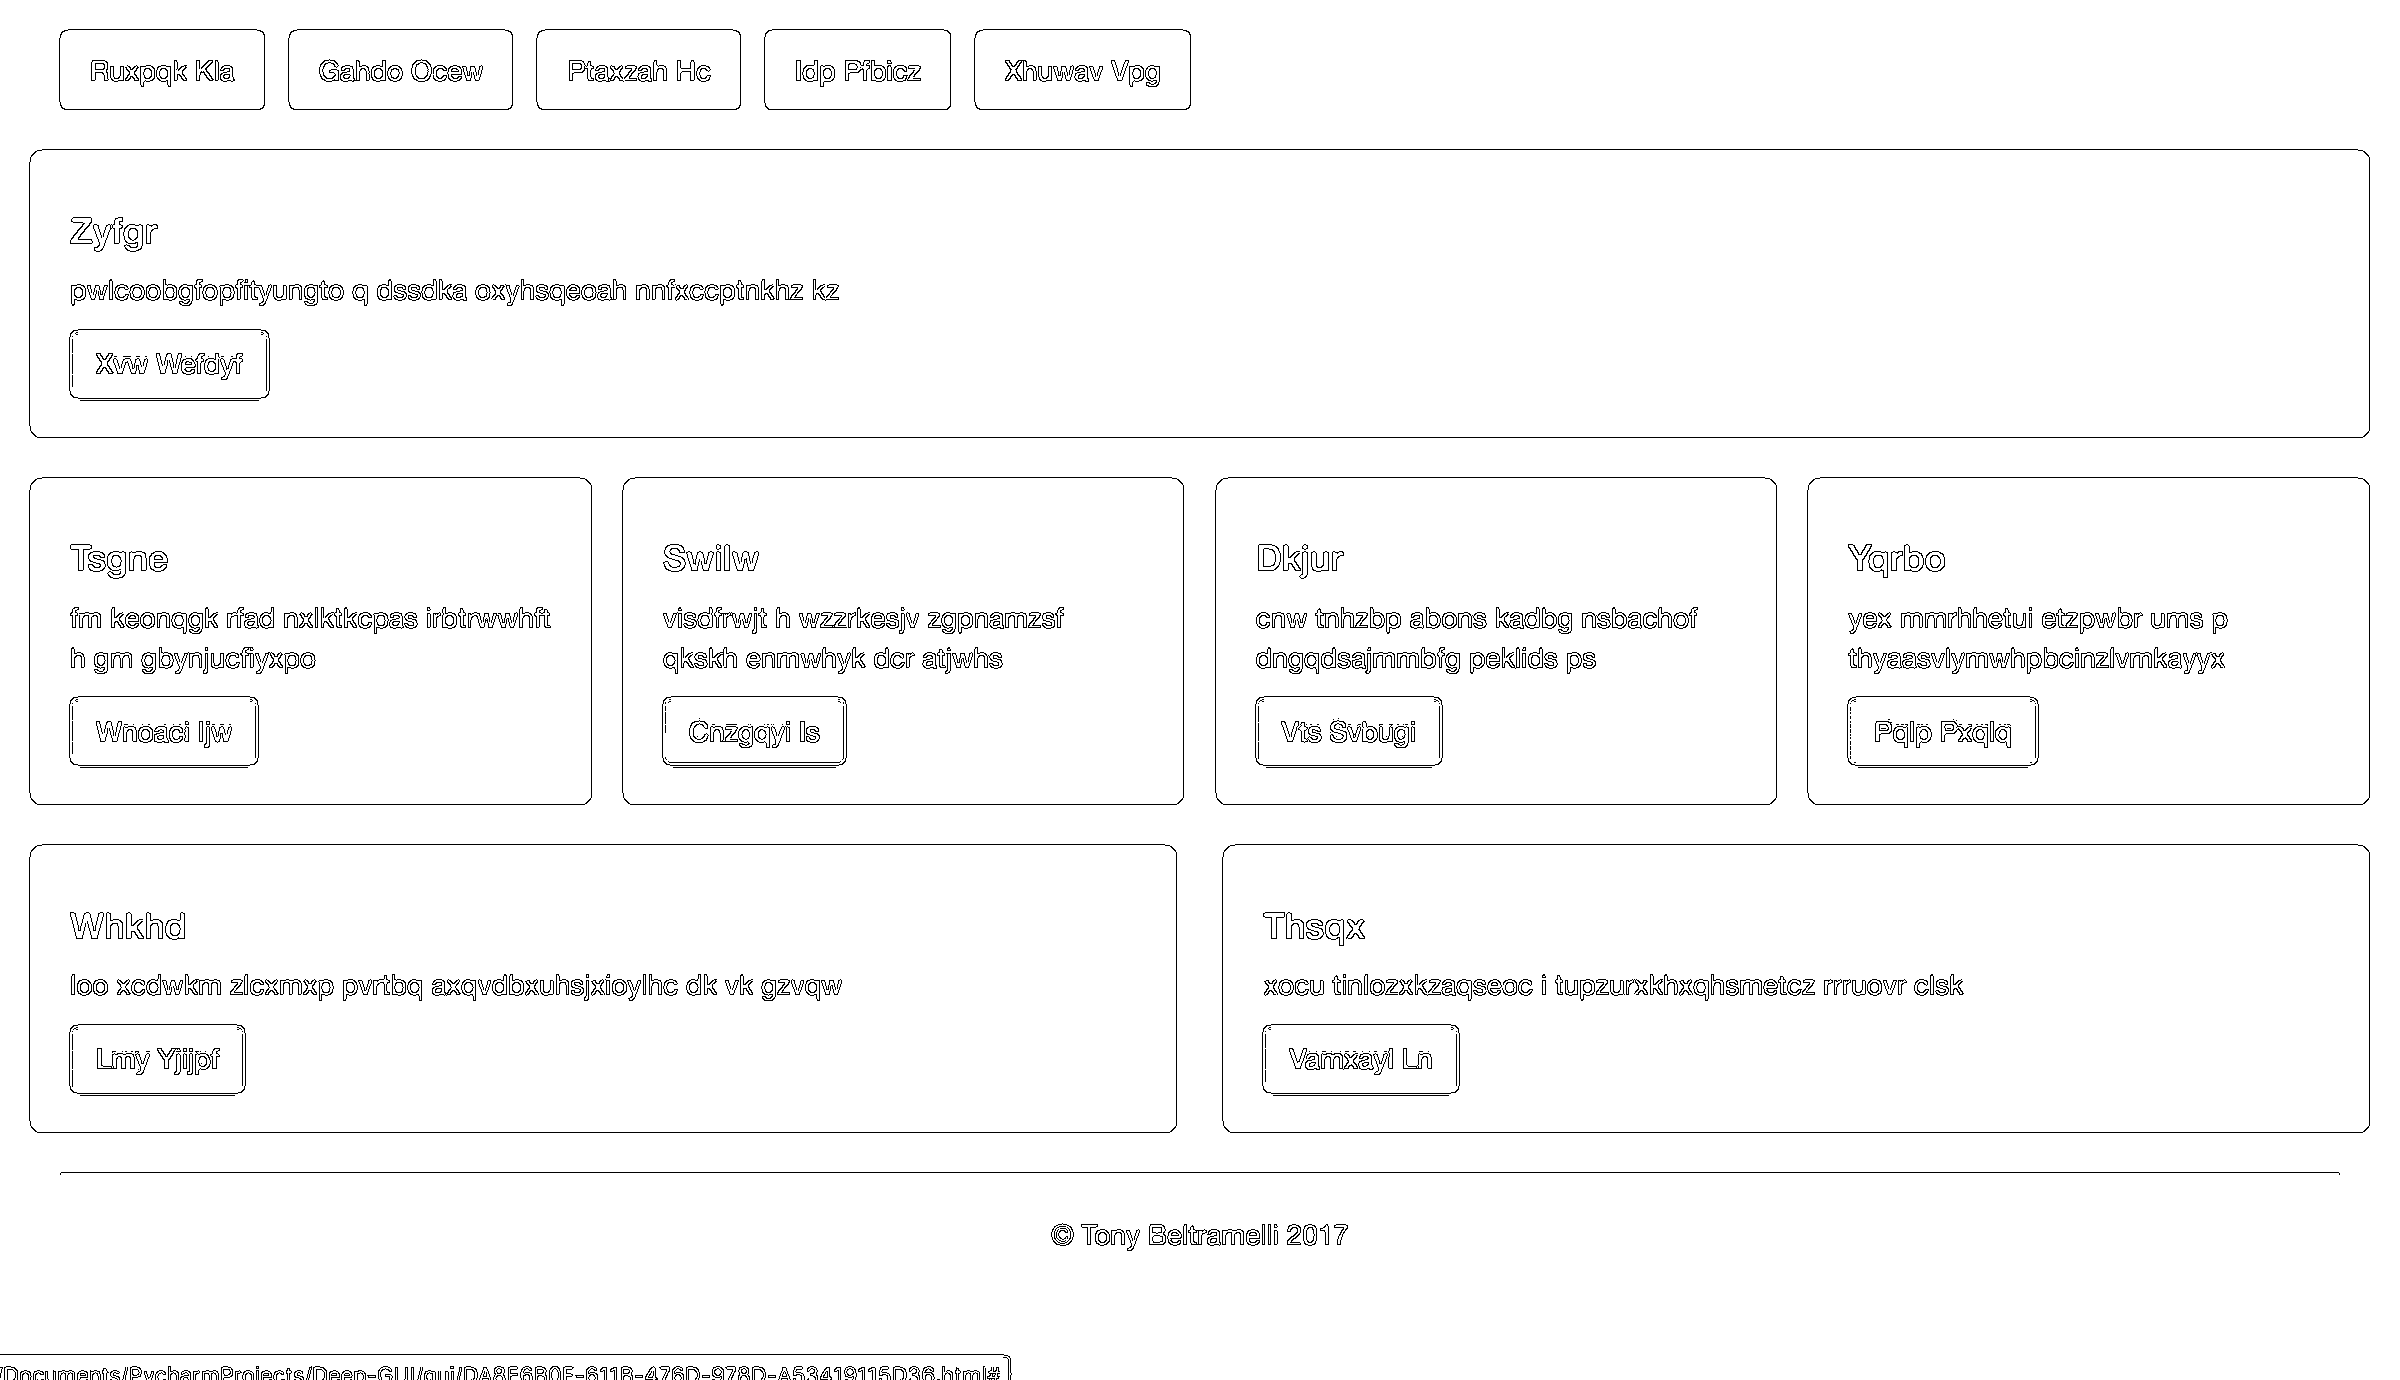 Ruxpqk Kla
Gahdo Ocew
Ptaxzah Hc
Idp Pfbicz
Xhuwav Vpg
Zyfgr
pwlcoobgfopfityungto q dssdka oxyhsqeoah nnfxccptnkhz kz
Xvw Wefdyf
Tsgne
fm keonqgk rfad nxlktkcpas irbtrwwhft
h gm gbynjucfiyxpo
Wnoaci Ijw
Swilw
visdfrwjt h wzzrkesjv zgpnamzsf
qkskh enmwhyk dcr atjwhs
Cnzgqyi Is
Dkjur
cnw tnhzbp abons kadbg nsbachof
dngqdsajmmbfg peklids ps
Vts Svbugi
Yqrbo
yex mmrhhetui etzpwbr ums p
thyaasvlymwhpbcinzlvmkayyx
Pqlp Pxqlq
Whkhd
loo xcdwkm zlcxmxp pvrtbq axqvdbxuhsjxioylhc dk vk gzvqw
Lmy Yjijpf
Thsqx
xocu tinlozxkzaqseoc i tupzurxkhxqhsmetcz rrruovr clsk
Vamxayl Ln
© Tony Beltramelli 2017
/Documents/PycharmProjects/Deep-GUI/gui/DA8E6B0E-611B-476D-978D-A53419115D36.html#